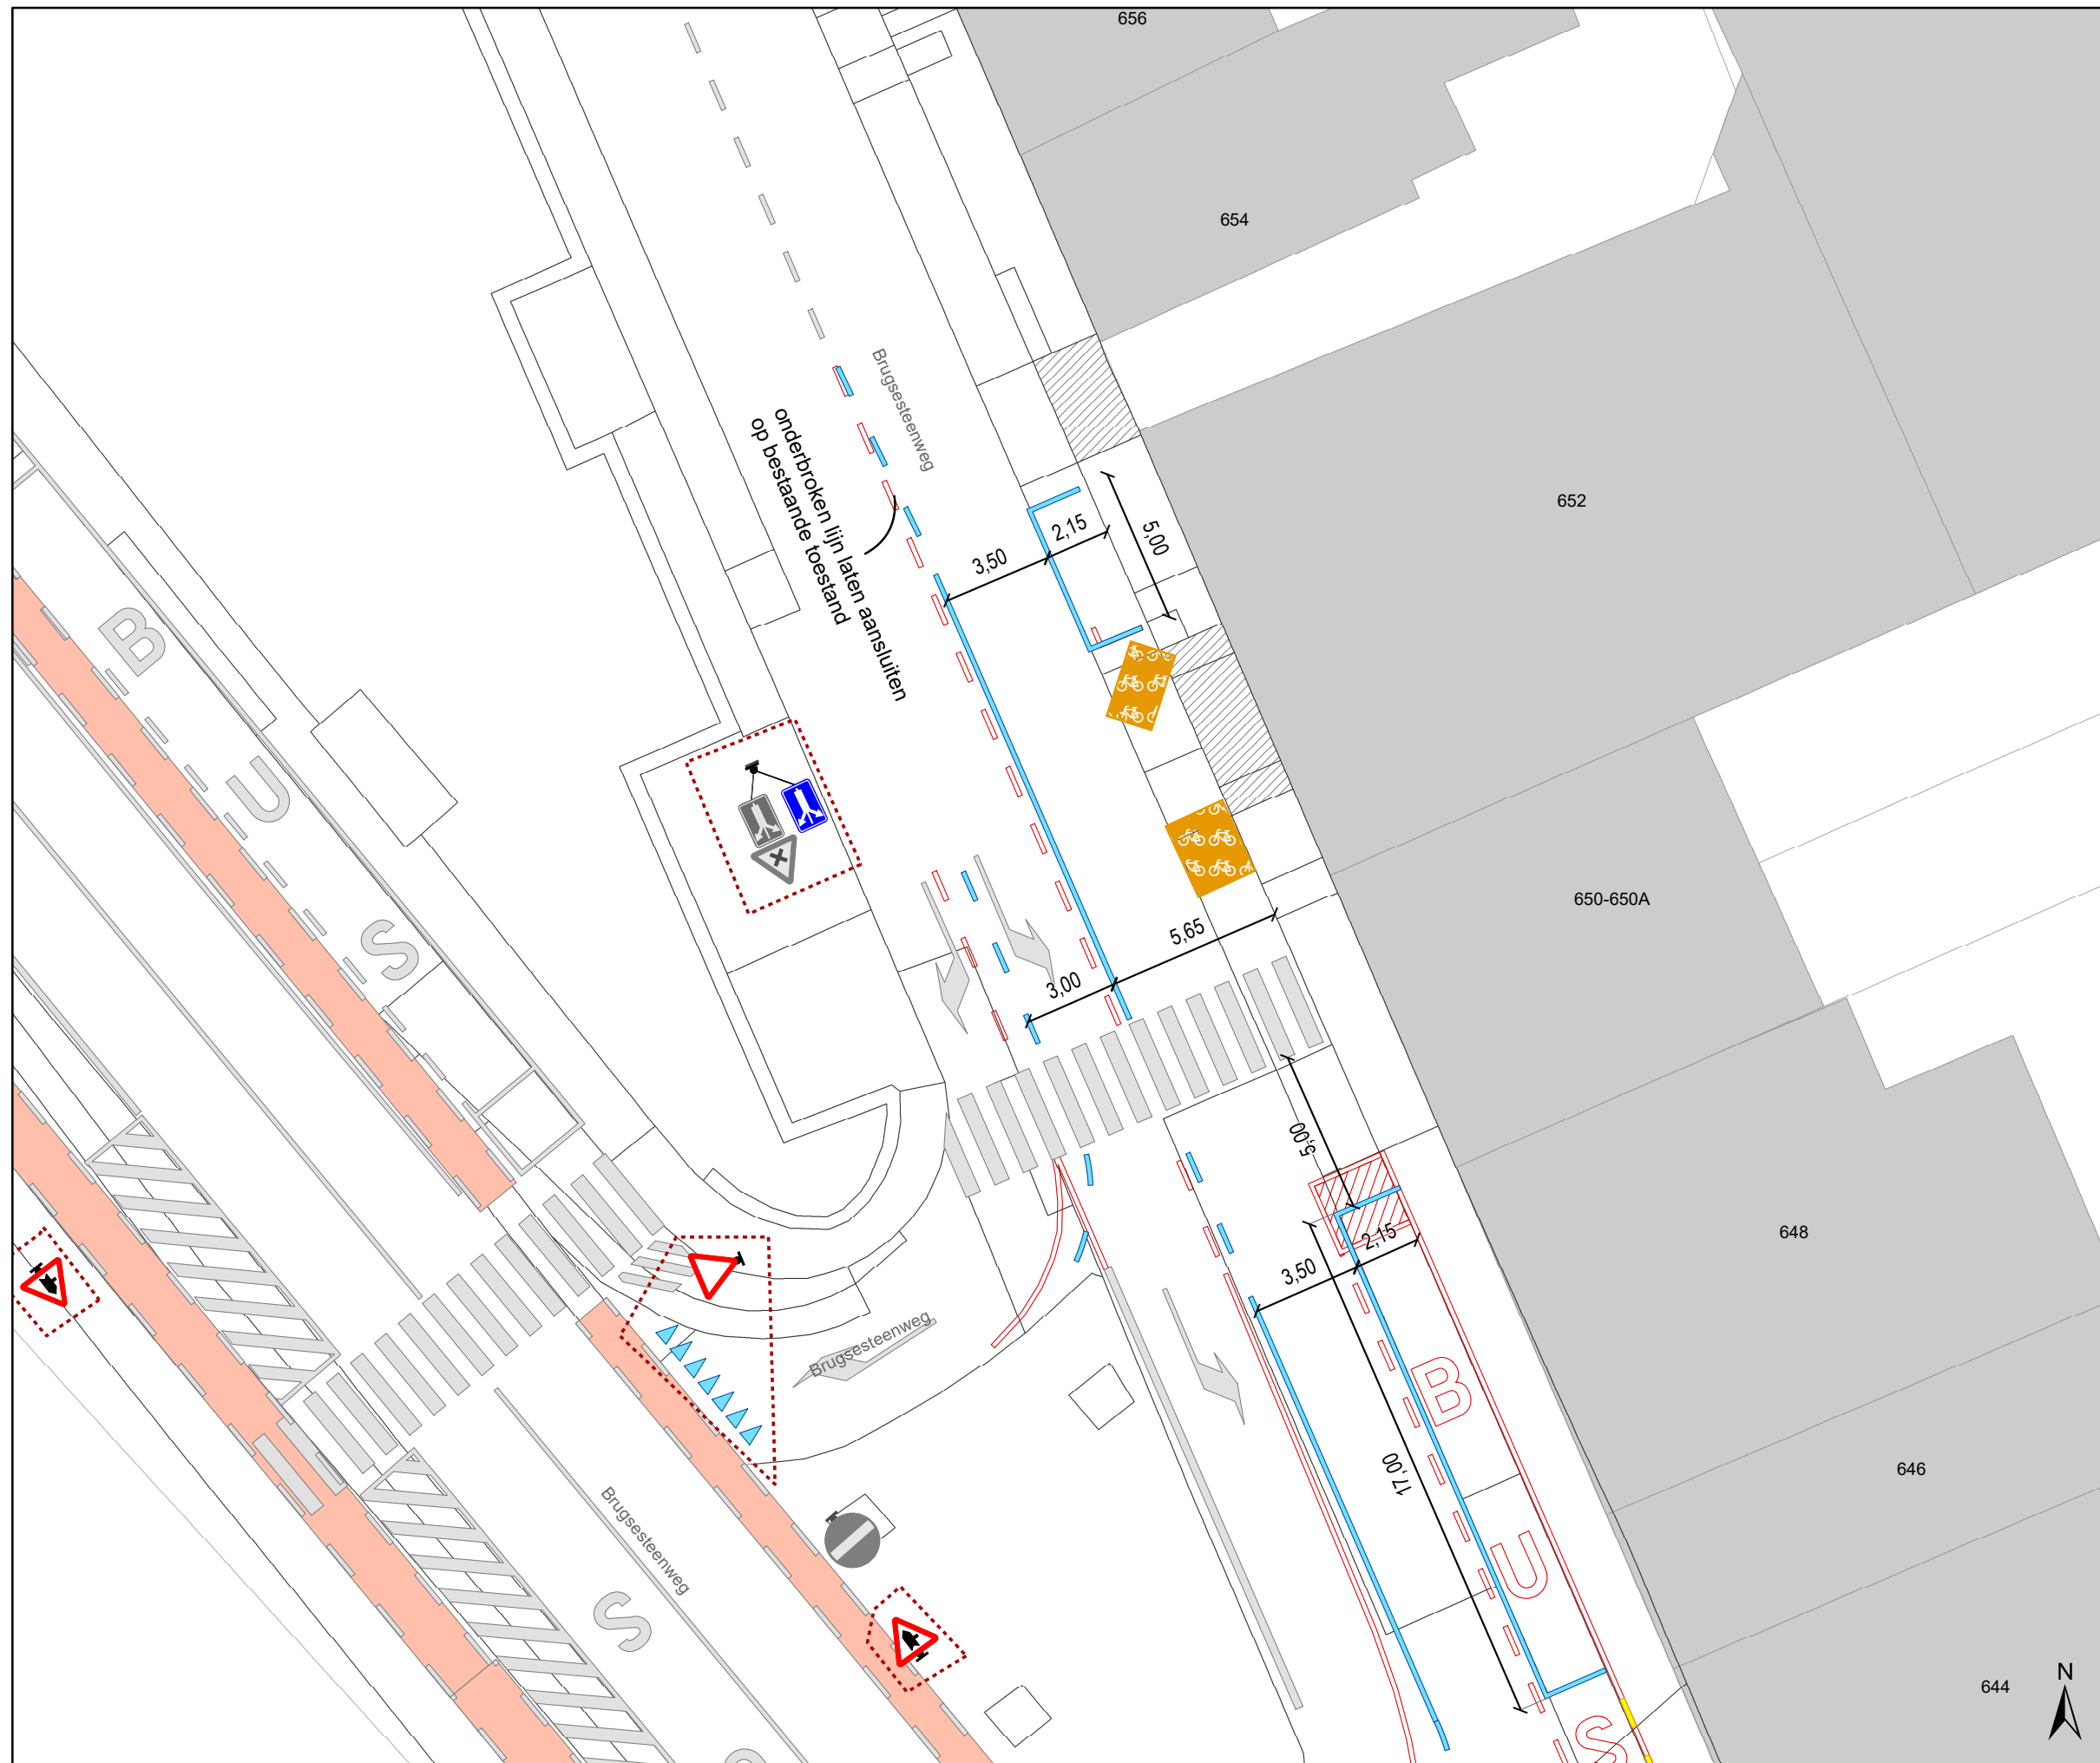 656
654
Brugsesteenweg
onderbroken lijn laten aansluiten
op bestaande toestand
652
2,15
5,00
3,50
B
U
S
650-650A
5,65
3,00
5,00
648
2,15
3,50
Brugsesteenweg
B
646
17,00
Brugsesteenweg
U
S
N
644
S